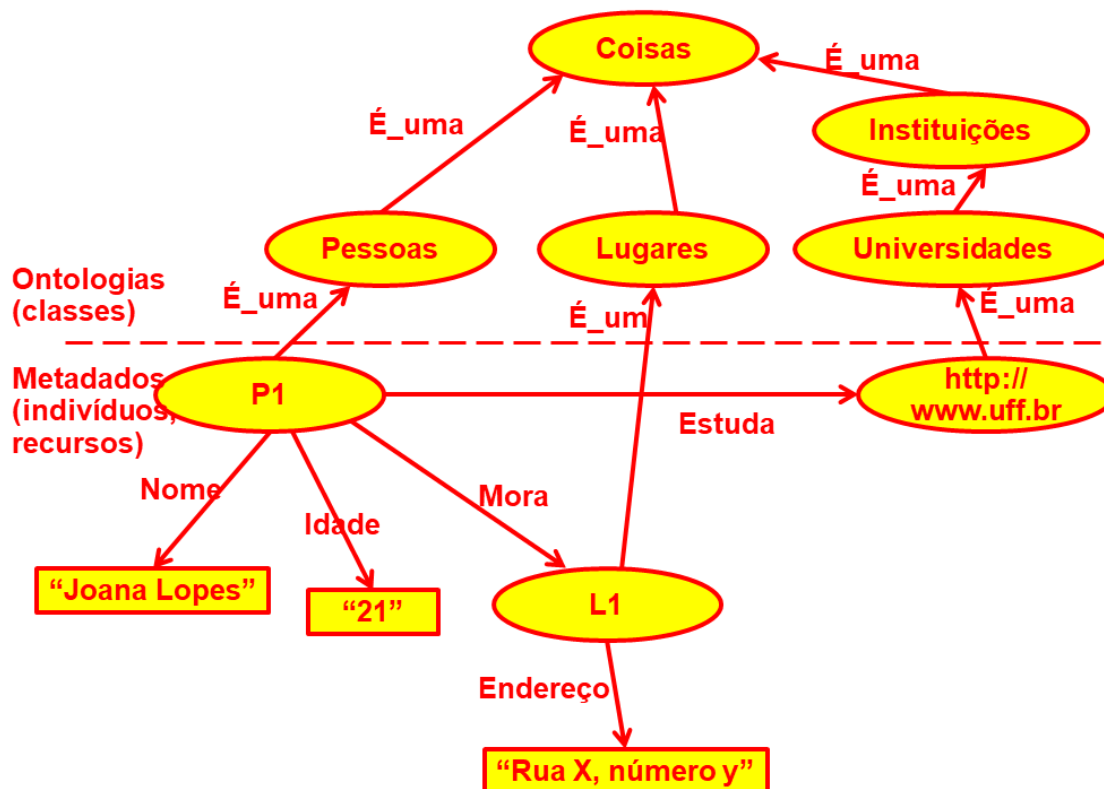 Coisas
É_uma
Instituições
É_uma
É_uma
É_uma
Pessoas
Lugares
Universidades
Ontologias
(classes)
É_uma
É_um
É_uma
Metadados
(indivíduos,
recursos)
P1
http://
www.uff.br
Estuda
Nome
Idade
Mora
“Joana Lopes”
“21”
L1
Endereço
“Rua X, número y”